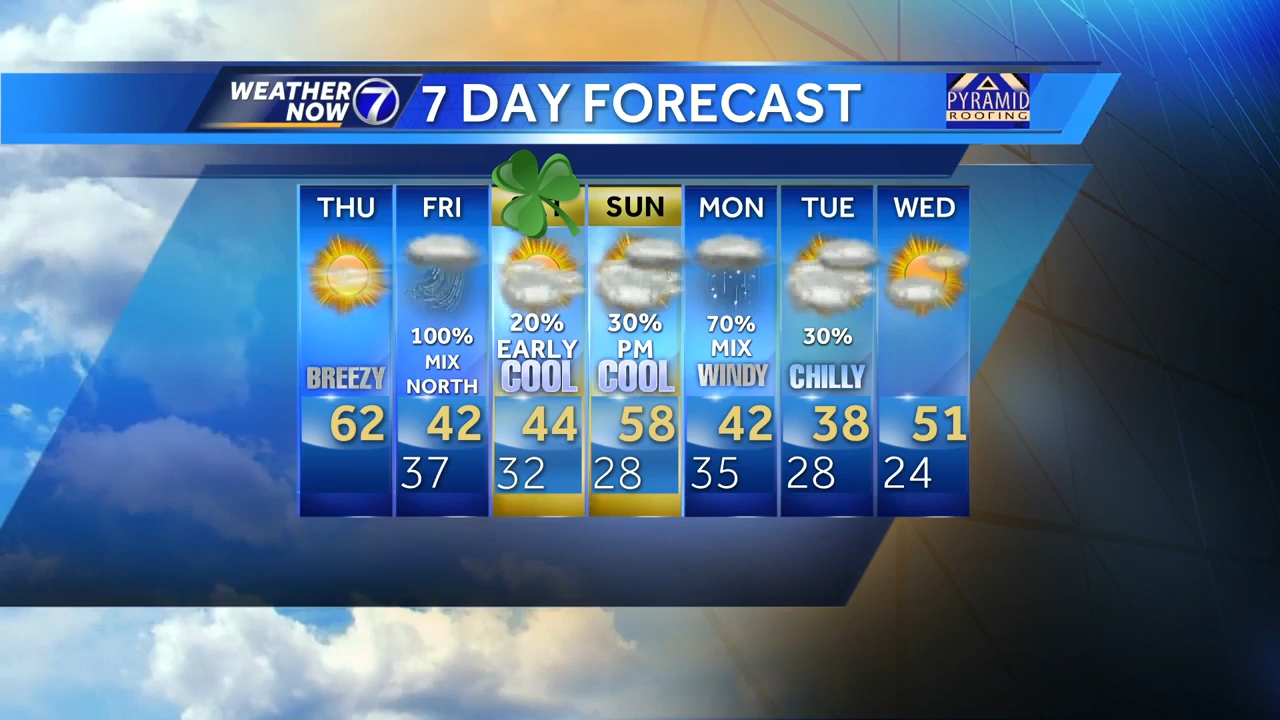 WEATHER
NOW 7
7 DAY FORECAST
PYRAMID
ROOFING
THU
FRI
SUN
MON
TUE
WED
100%
MIX
NORTH
20%
EARLY
30%
PM
70%
MIX
30%
BREEZY
COOL
COOL
WINDY
CHILLY
62
42
44
58
42
38
51
37
32
28
35
28
24